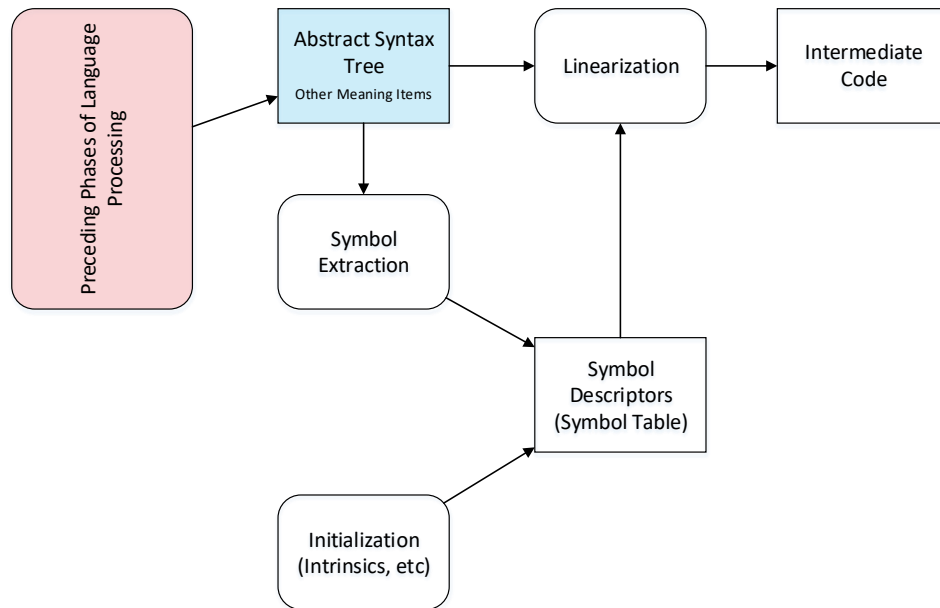 Preceding Phases of Language
Processing
Abstract Syntax
Tree
Other Meaning Items
Linearization
Intermediate
Code
Symbol
Extraction
Symbol
Descriptors
(Symbol Table)
Initialization
(Intrinsics, etc)